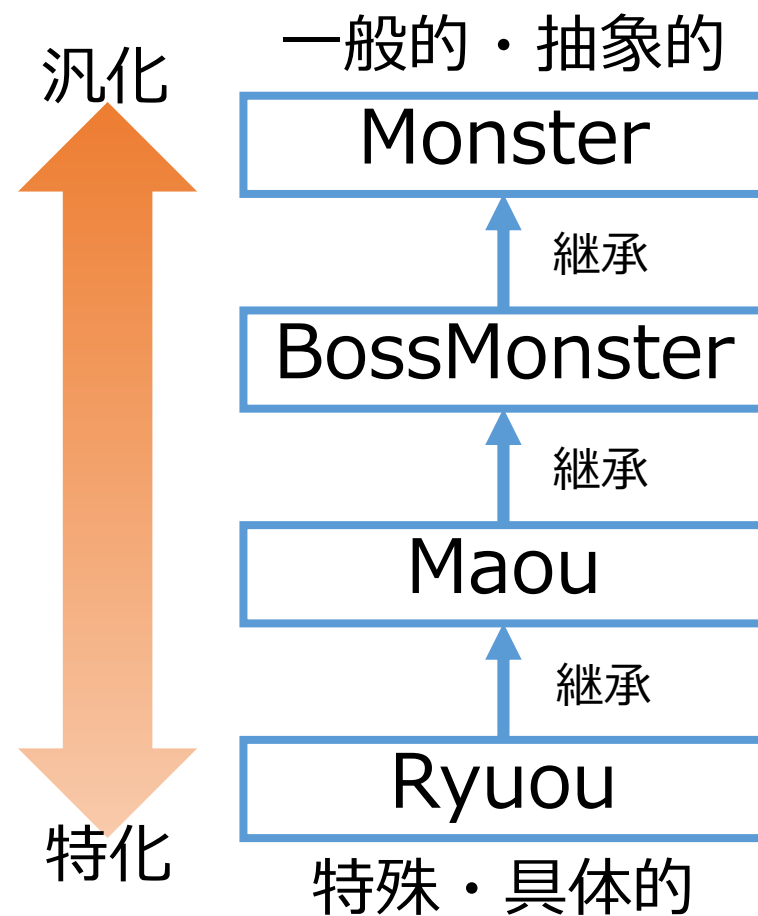 一般的・抽象的
汎化
Monster
継承
BossMonster
継承
Maou
継承
Ryuou
特化
特殊・具体的